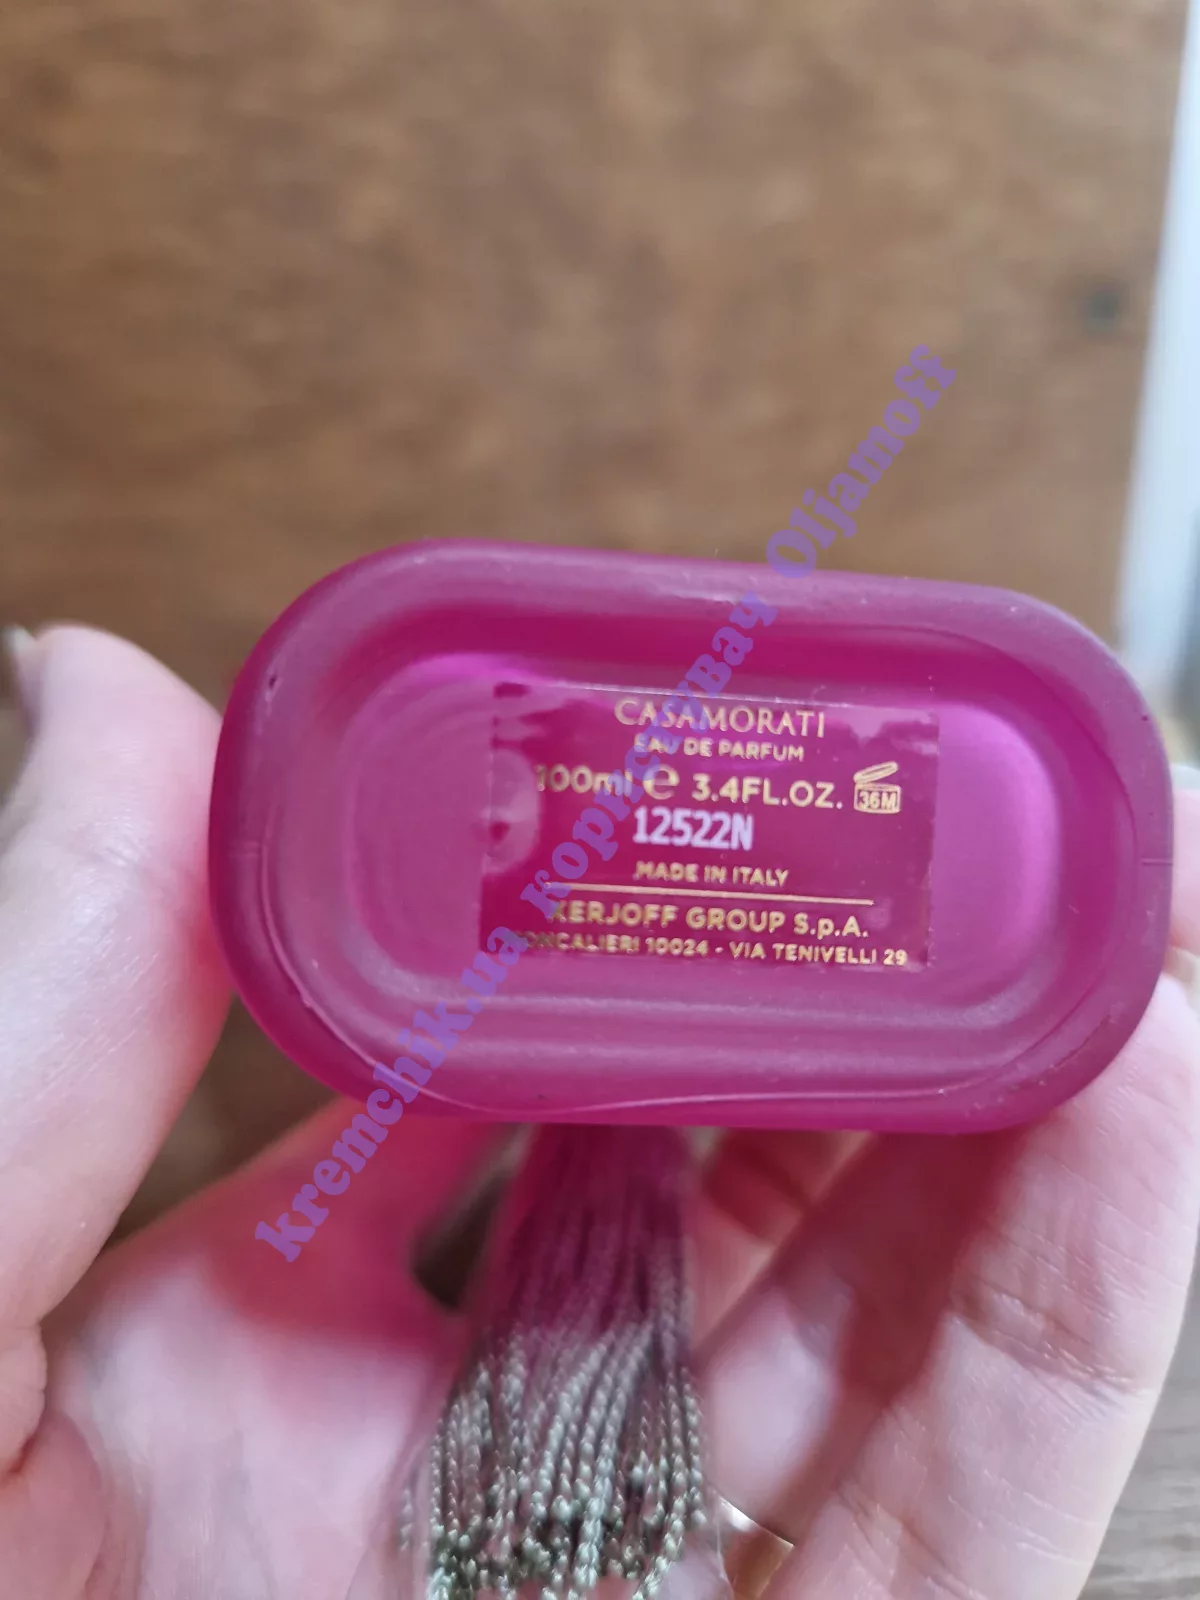 CASAMORATI
EAU DE PARFUM
100ml ℮ 3.4FL.OZ. 36M
12522N
MADE IN ITALY
XERJOFF GROUP S.p.A.
MONCALIERI 10024 - VIA TENIVELLI 29
kremchik.ua користувач Oljamoff